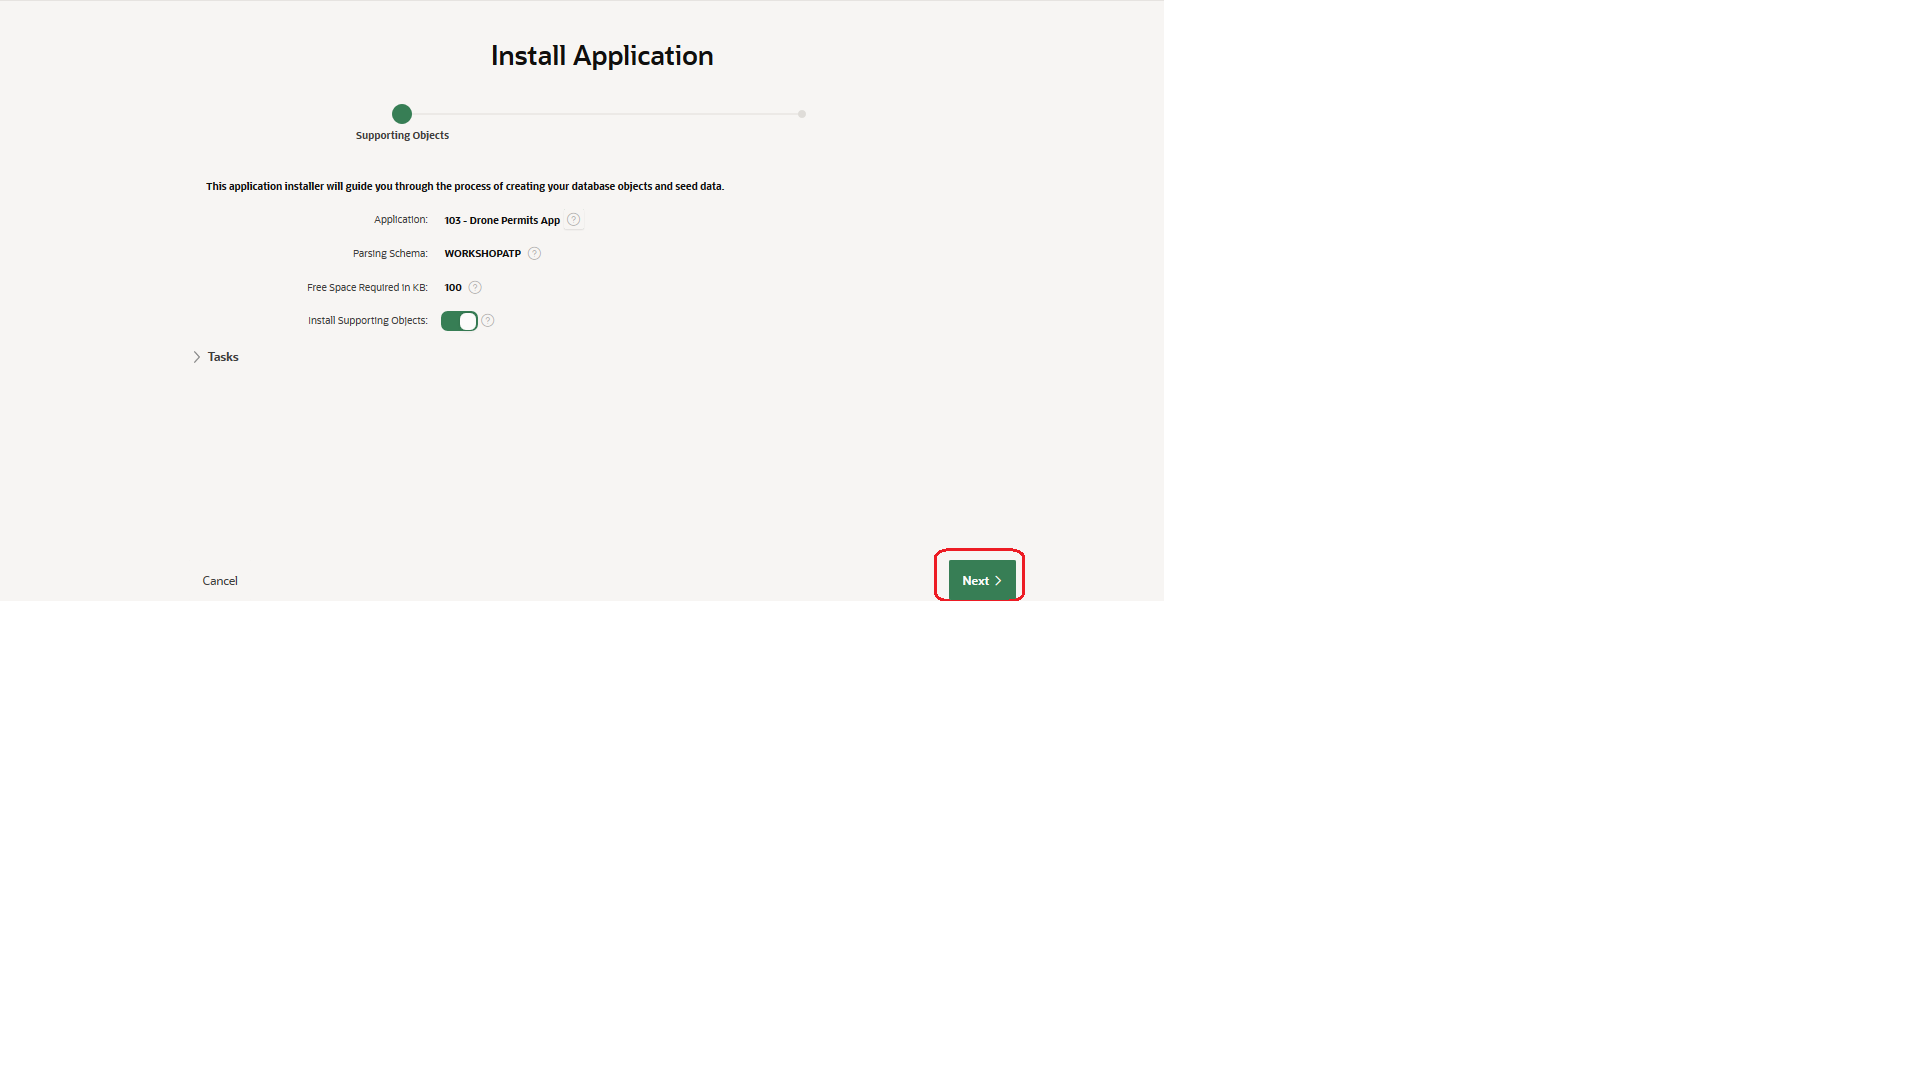 Install Application
Supporting Objects
This application installer will guide you through the process of creating your database objects and seed data.
Application: 103 - Drone Permits App ?
Parsing Schema: WORKSHOPATP ?
Free Space Required in KB: 100 ?
Install Supporting Objects: ?
Tasks
Cancel
Next